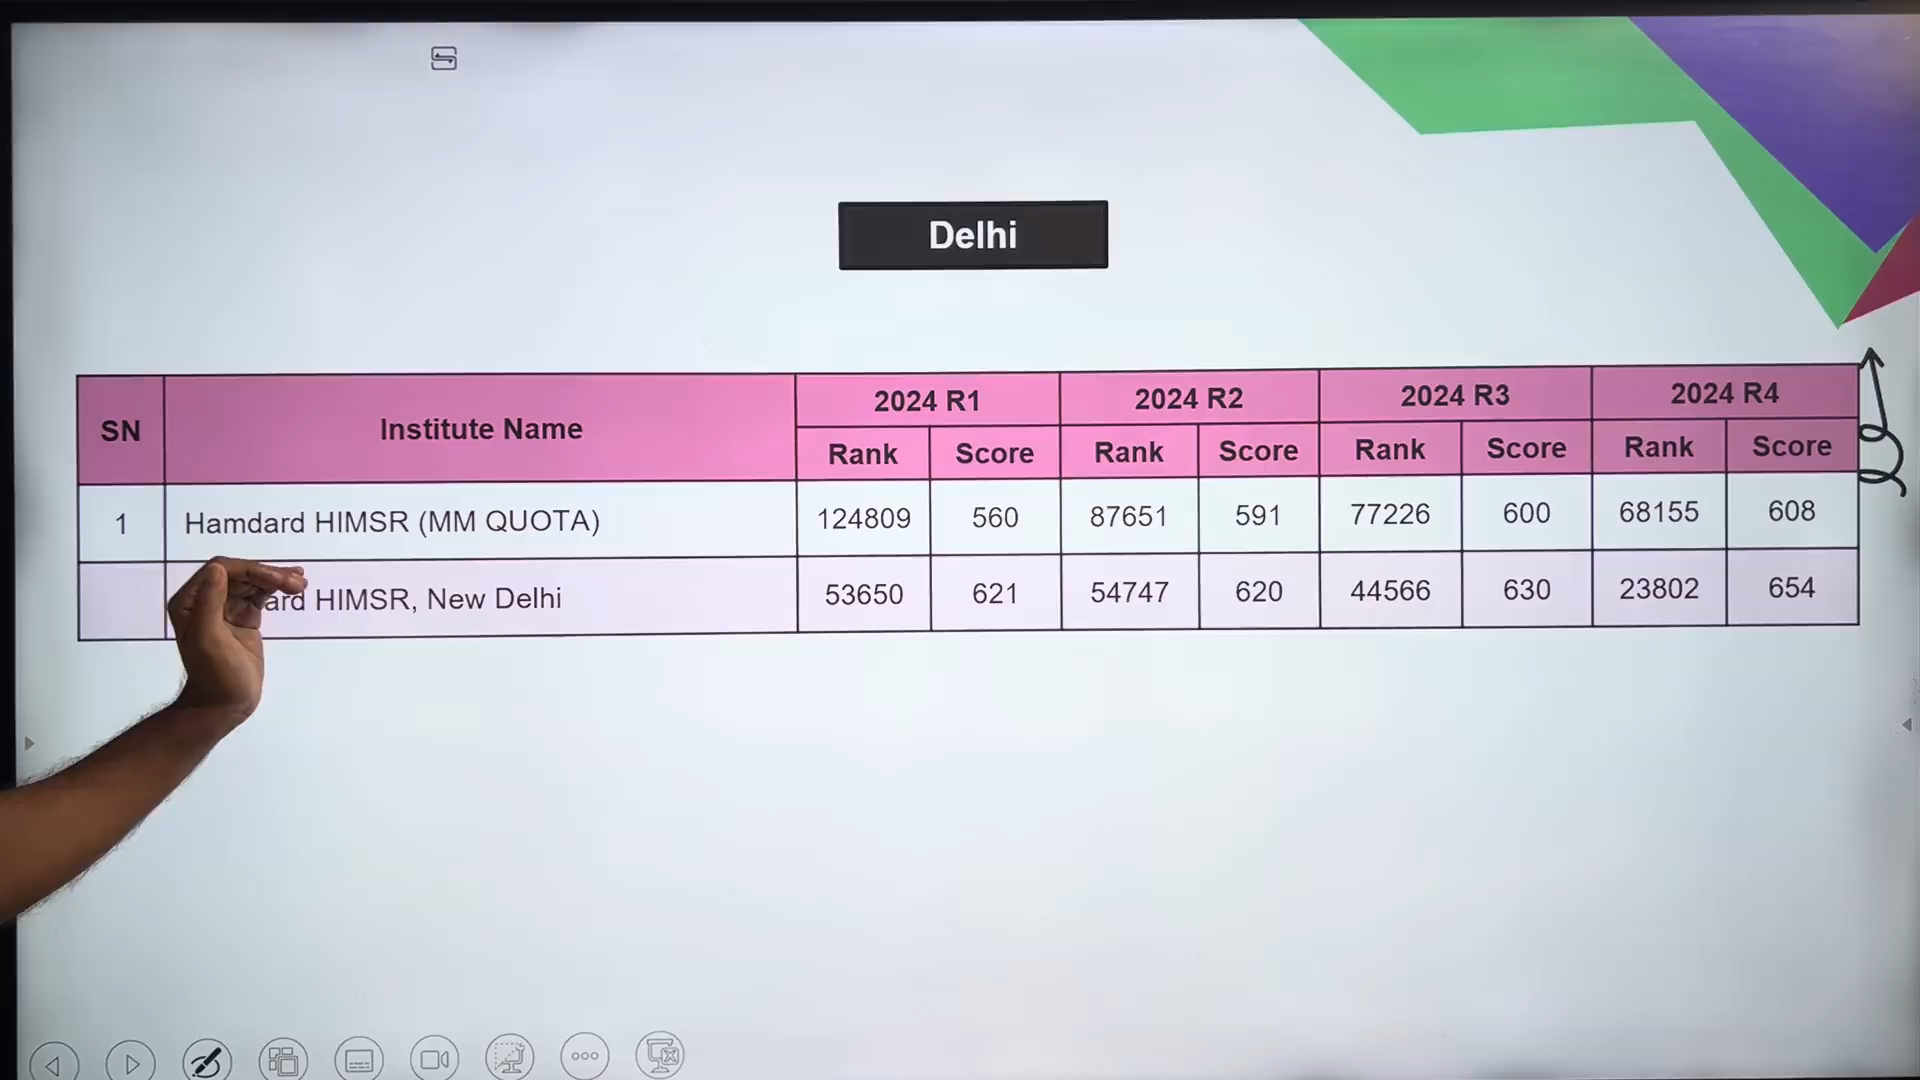 Delhi
SN Institute Name 2024 R1 2024 R2 2024 R3 2024 R4
Rank Score Rank Score Rank Score Rank Score
1 Hamdard HIMSR (MM QUOTA) 124809 560 87651 591 77226 600 68155 608
HIMSR, New Delhi 53650 621 54747 620 44566 630 23802 654